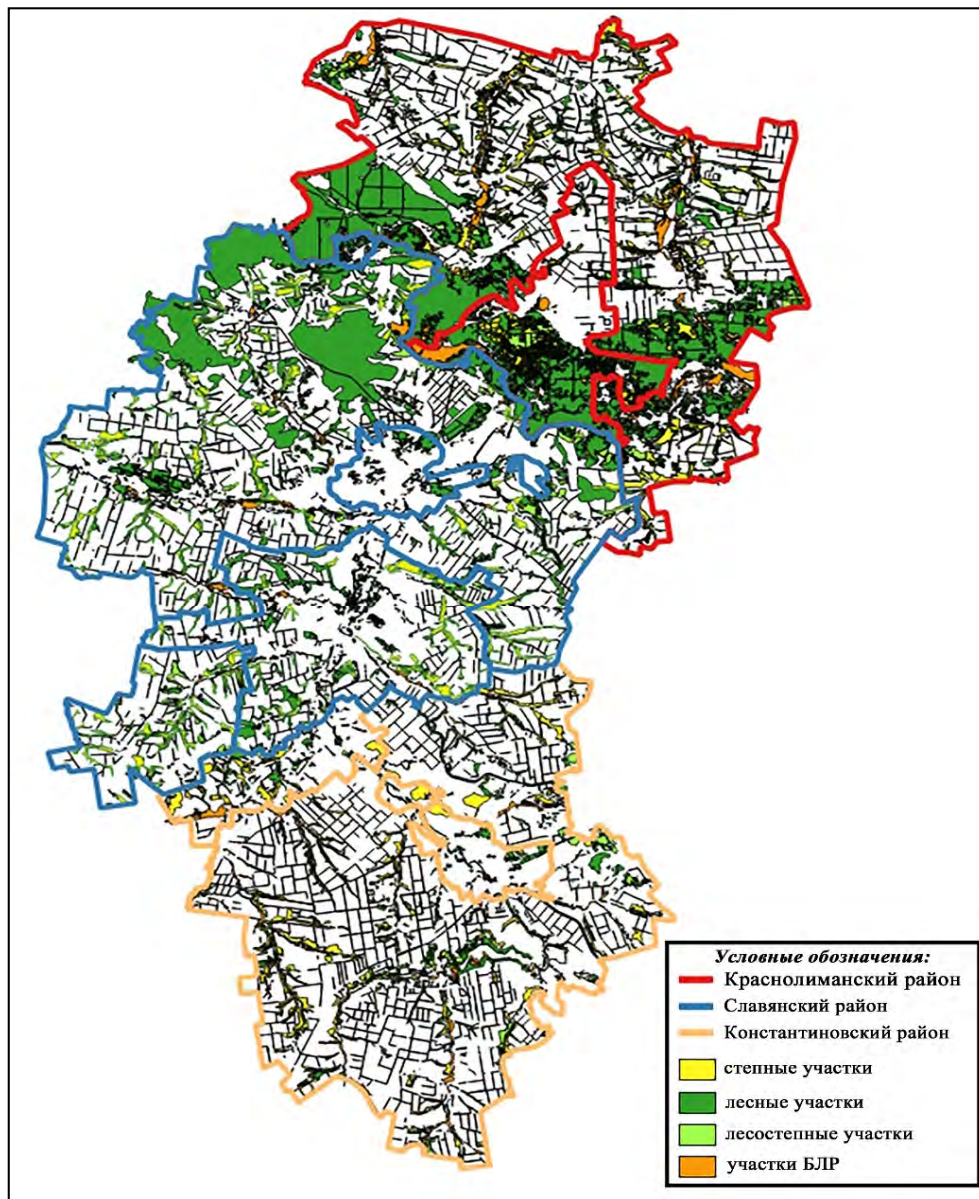 Условные обозначения:
Краснолиманский район
Славянский район
Константиновский район
степные участки
лесные участки
лесостепные участки
участки БЛР